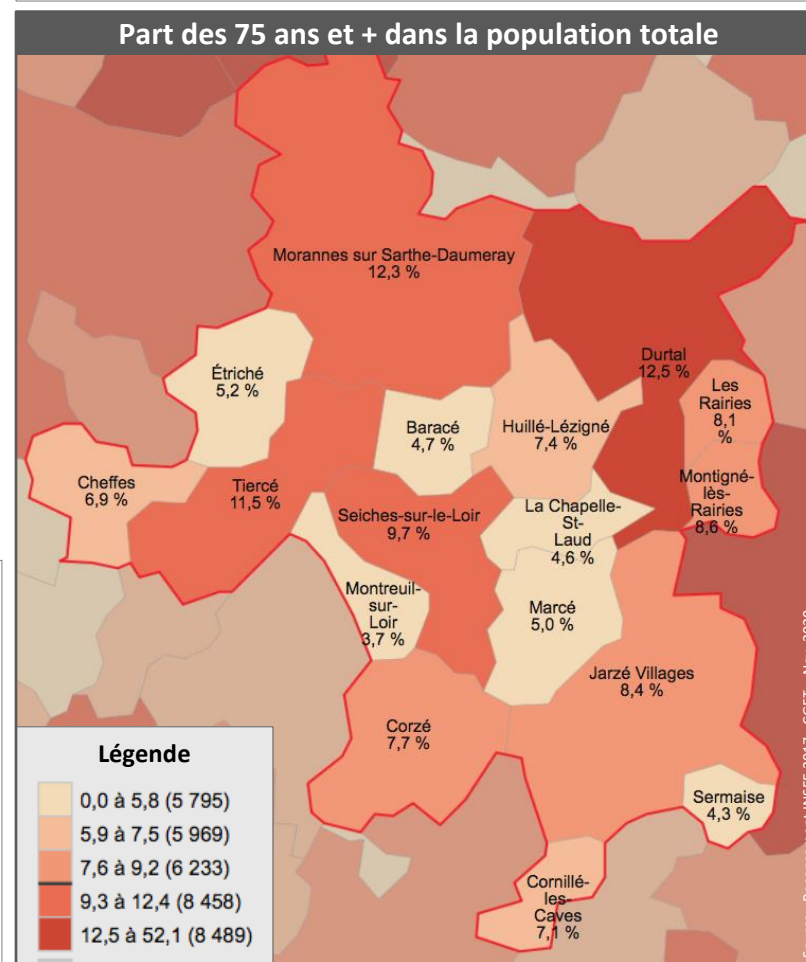 Part des 75 ans et + dans la population totale
Morannes sur Sarthe-Daumeray
12,3 %
Durtal
12,5 %
Étriché
5,2 %
Les
Rairies
8,1
%
Baracé
4,7 %
Huillé-Lézigné
7,4 %
Cheffes
6,9 %
Tiercé
11,5 %
Montigné-
lès-
Rairies
8,6 %
Seiches-sur-le-Loir
9,7 %
La Chapelle-
St-
Laud
4,6 %
Montreuil-
sur-
Loir
3,7 %
Marcé
5,0 %
Jarzé Villages
8,4 %
Corzé
7,7 %
Sermaise
4,3 %
Cornillé-
les-
Caves
7,1 %
Légende
0,0 à 5,8 (5 795)
5,9 à 7,5 (5 969)
7,6 à 9,2 (6 233)
9,3 à 12,4 (8 458)
12,5 à 52,1 (8 489)